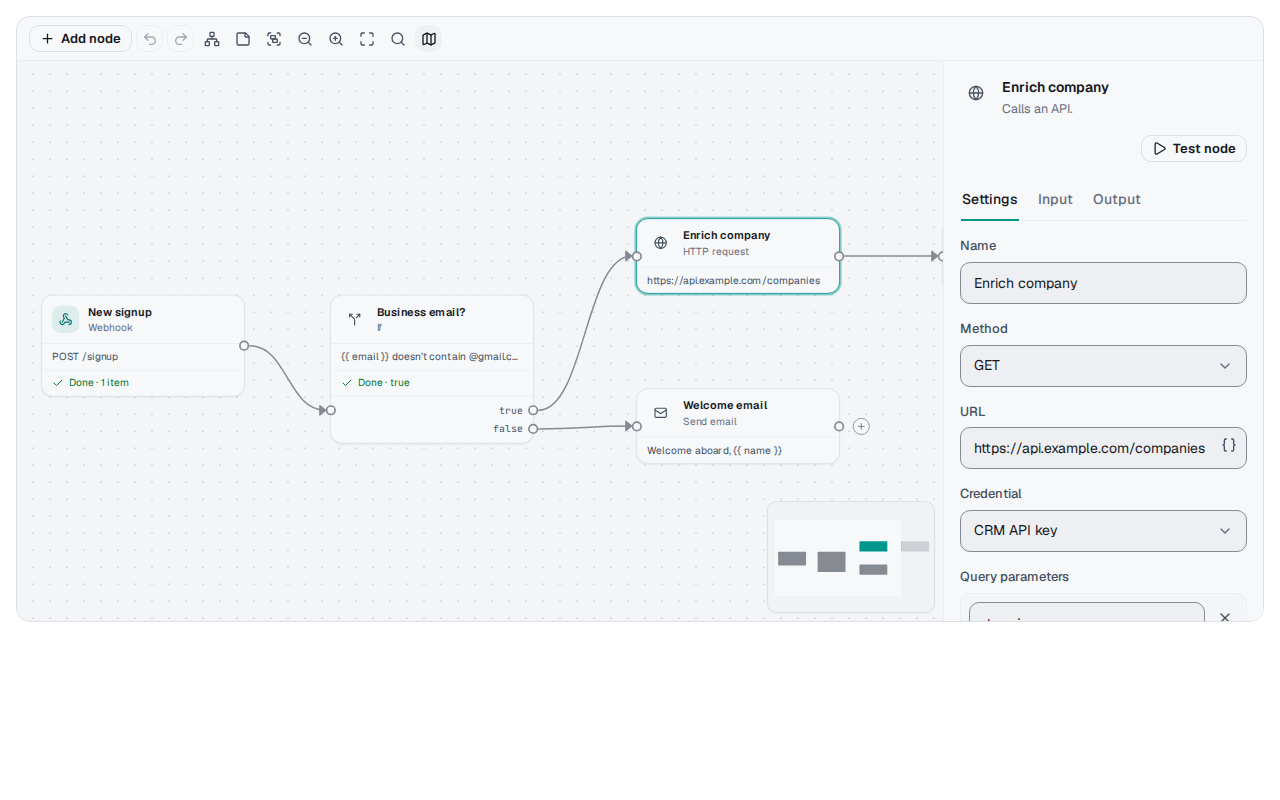 Add node
Enrich company
Calls an API.
Test node
Settings
Input
Output
Name
Enrich company
Method
GET
URL
https://api.example.com/companies
{}
Credential
CRM API key
Query parameters
New signup
Webhook
POST /signup
Done · 1 item
Business email?
If
{{ email }} doesn't contain @gmailc…
Done · true
true
false
Enrich company
HTTP request
https://api.example.com/companies
Welcome email
Send email
Welcome aboard, {{ name }}